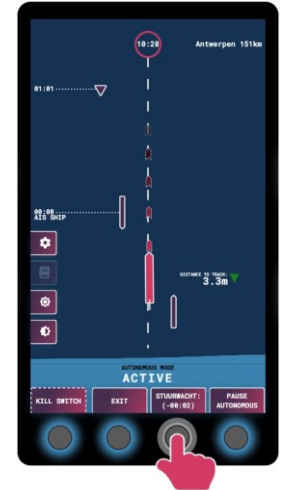 10:28
Antwerpen 151km
01:01
00:08
AIS SHIP
DISTANCE TO TRACK:
3.3m
AUTONOMOUS MODE
ACTIVE
KILL SWITCH
EXIT
STUURWACHT:
(-00:02)
PAUSE
AUTONOMOUS